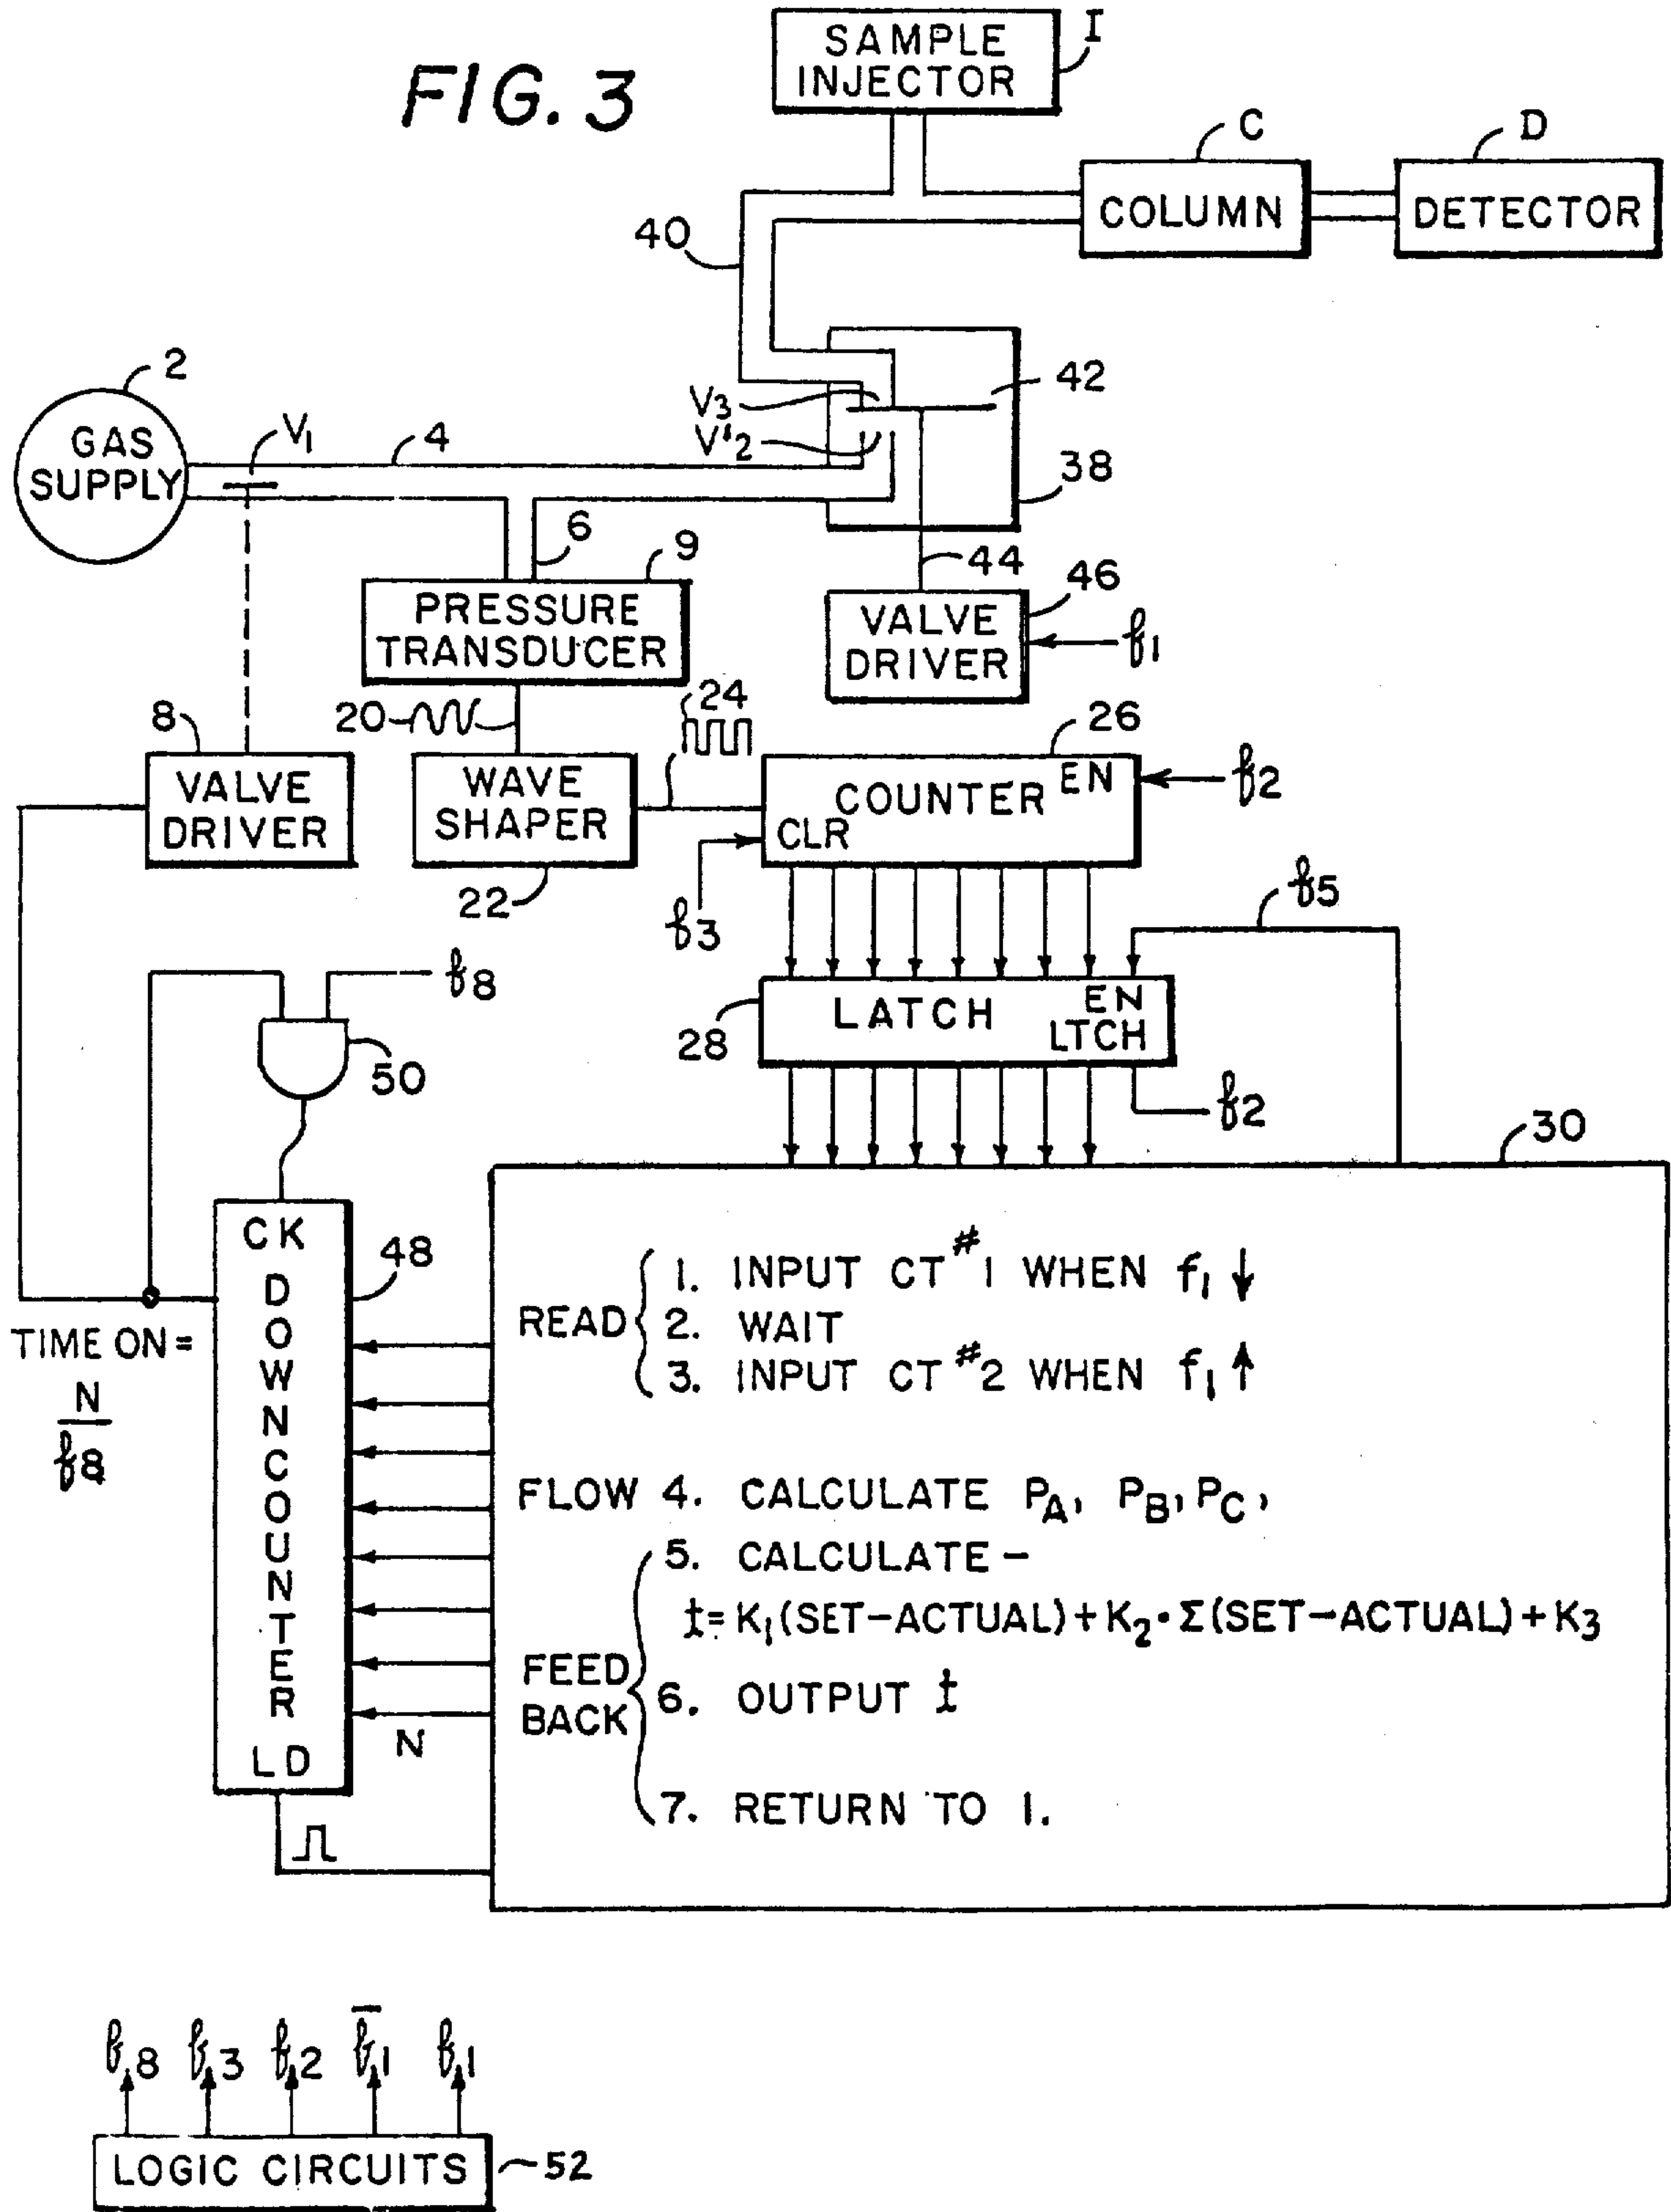 FIG. 3
SAMPLE
INJECTOR
I
C
COLUMN
D
DETECTOR
40
2
GAS
SUPPLY
V1
4
V3
V'2
42
38
6
9
PRESSURE
TRANSDUCER
44
46
VALVE
DRIVER
f1
20
24
8
VALVE
DRIVER
WAVE
SHAPER
22
26
EN
COUNTER
CLR
f2
f3
f5
f8
50
28
LATCH
EN
LTCH
f2
30
CK
DOWNCOUNTER
LD
48
TIME ON =
N
f8
N
READ
1. INPUT CT #1 WHEN f1 ↓
2. WAIT
3. INPUT CT #2 WHEN f1 ↑
FLOW 4. CALCULATE PA, PB, PC,
5. CALCULATE –
t = K1 (SET–ACTUAL) + K2 • Σ (SET–ACTUAL) + K3
FEED
BACK
6. OUTPUT t
7. RETURN TO 1.
f8 f3 f2 f̅1 f1
LOGIC CIRCUITS
52